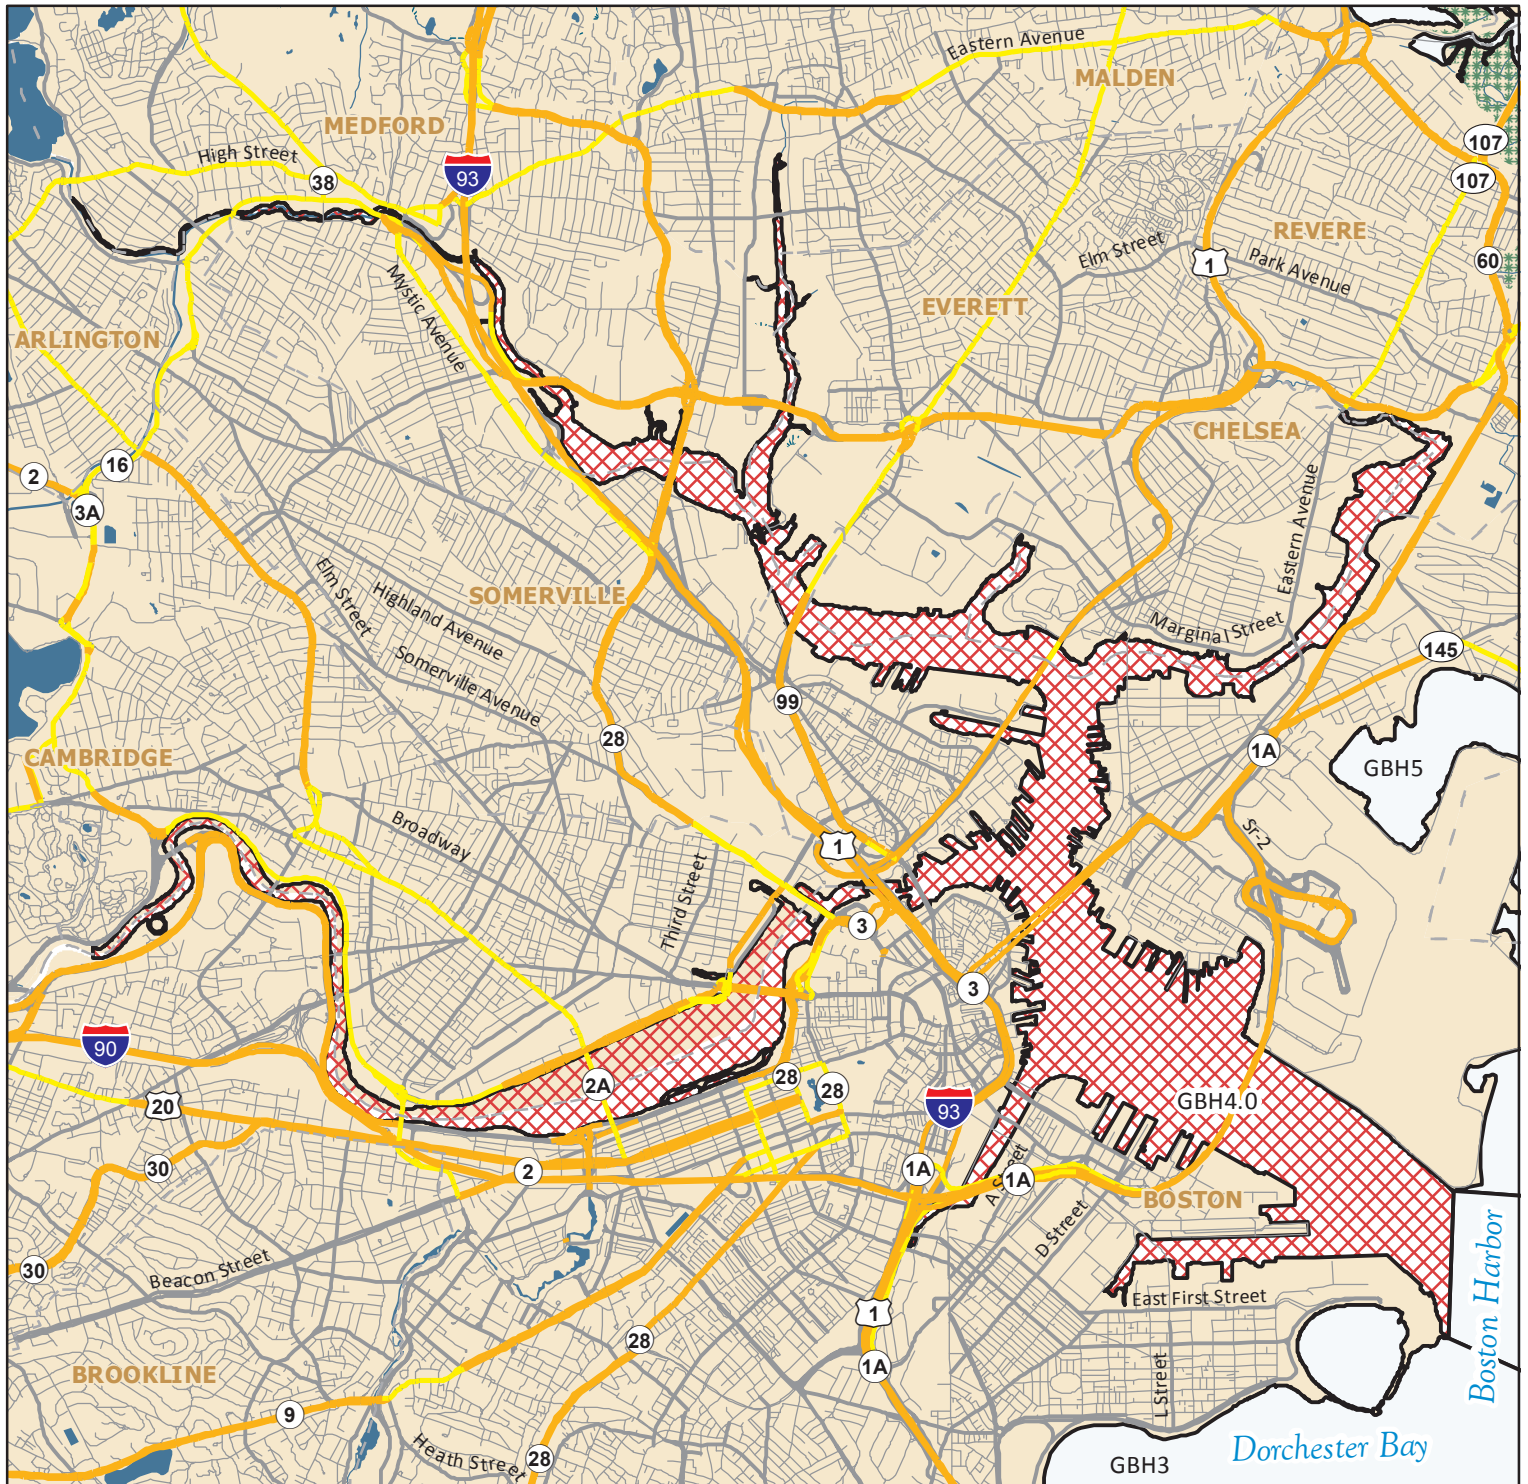 Eastern Avenue
MALDEN
MEDFORD
High Street
38
93
107
107
REVERE
Elm Street
1
Park Avenue
60
Mystic Avenue
EVERETT
ARLINGTON
CHELSEA
2
16
3A
Eastern Avenue
Elm Street
Highland Avenue
SOMERVILLE
Marginal Street
Somerville Avenue
145
99
28
1A
CAMBRIDGE
GBH5
Broadway
1
Sr-2
Third Street
3
3
90
2A
28
28
20
93
GBH4.0
30
2
1A
1A
A Street
BOSTON
D Street
Boston Harbor
30
Beacon Street
East First Street
1
28
1A
BROOKLINE
L Street
9
Heath Street
28
Dorchester Bay
GBH3